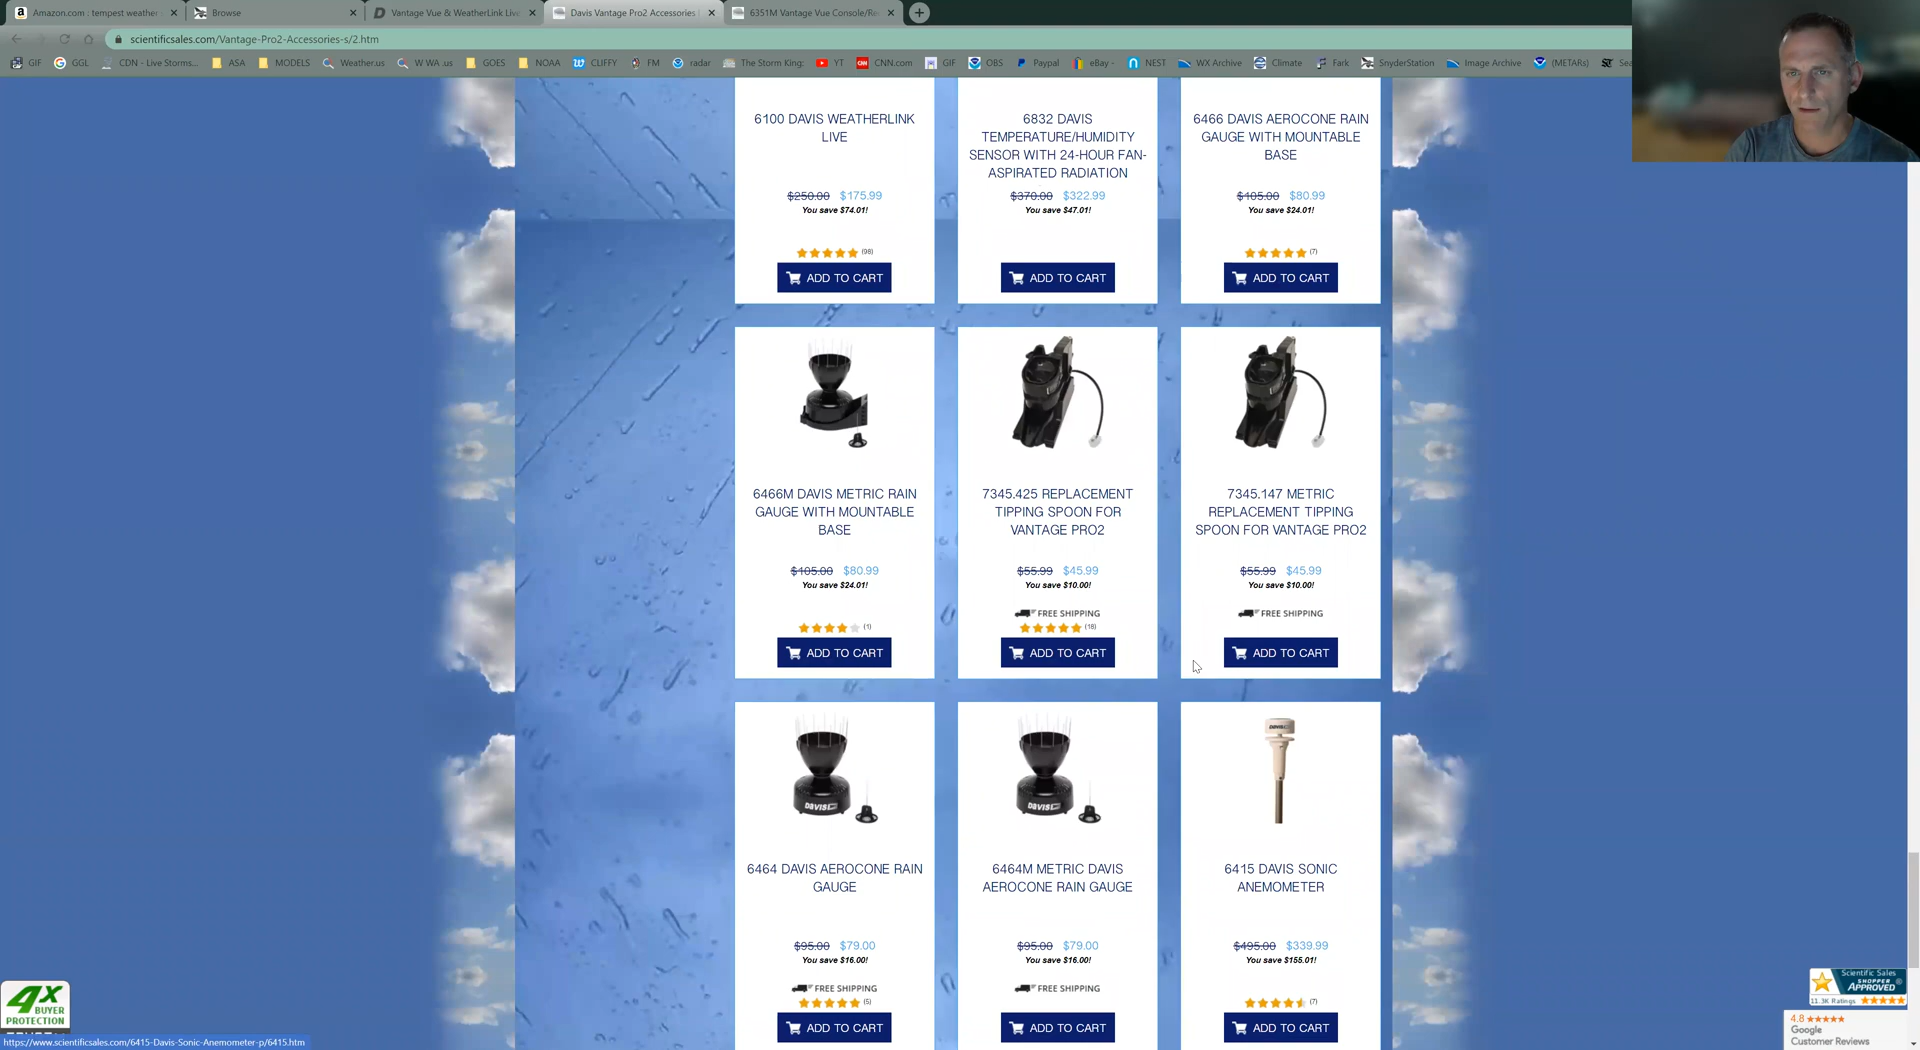 Amazon.com : tempest weather
Browse
Vantage Vue & WeatherLink Live
Davis Vantage Pro2 Accessories
6351M Vantage Vue Console/Re
scientificsales.com/Vantage-Pro2-Accessories-s/2.htm
GIF GGL CDN - Live Storms... ASA MODELS Weather.us W WA .us GOES NOAA CLIFFY FM radar The Storm King: YT CNN.com GIF OBS Paypal eBay - NEST WX Archive Climate Fark SnyderStation Image Archive (METARs)
6100 DAVIS WEATHERLINK
LIVE
$250.00 $175.99
You save $74.01!
(98)
ADD TO CART
6832 DAVIS
TEMPERATURE/HUMIDITY
SENSOR WITH 24-HOUR FAN-
ASPIRATED RADIATION
$370.00 $322.99
You save $47.01!
ADD TO CART
6466 DAVIS AEROCONE RAIN
GAUGE WITH MOUNTABLE
BASE
$105.00 $80.99
You save $24.01!
(7)
ADD TO CART
6466M DAVIS METRIC RAIN
GAUGE WITH MOUNTABLE
BASE
$105.00 $80.99
You save $24.01!
(1)
ADD TO CART
7345.425 REPLACEMENT
TIPPING SPOON FOR
VANTAGE PRO2
$55.99 $45.99
You save $10.00!
FREE SHIPPING
(18)
ADD TO CART
7345.147 METRIC
REPLACEMENT TIPPING
SPOON FOR VANTAGE PRO2
$55.99 $45.99
You save $10.00!
FREE SHIPPING
ADD TO CART
DAVIS
6464 DAVIS AEROCONE RAIN
GAUGE
$95.00 $79.00
You save $16.00!
FREE SHIPPING
(5)
ADD TO CART
DAVIS
6464M METRIC DAVIS
AEROCONE RAIN GAUGE
$95.00 $79.00
You save $16.00!
FREE SHIPPING
ADD TO CART
DAVIS
6415 DAVIS SONIC
ANEMOMETER
$495.00 $339.99
You save $155.01!
(7)
ADD TO CART
4X
BUYER
PROTECTION
https://www.scientificsales.com/6415-Davis-Sonic-Anemometer-p/6415.htm
Scientific Sales
SHOPPER
APPROVED
11.3K Ratings
4.8
Google
Customer Reviews